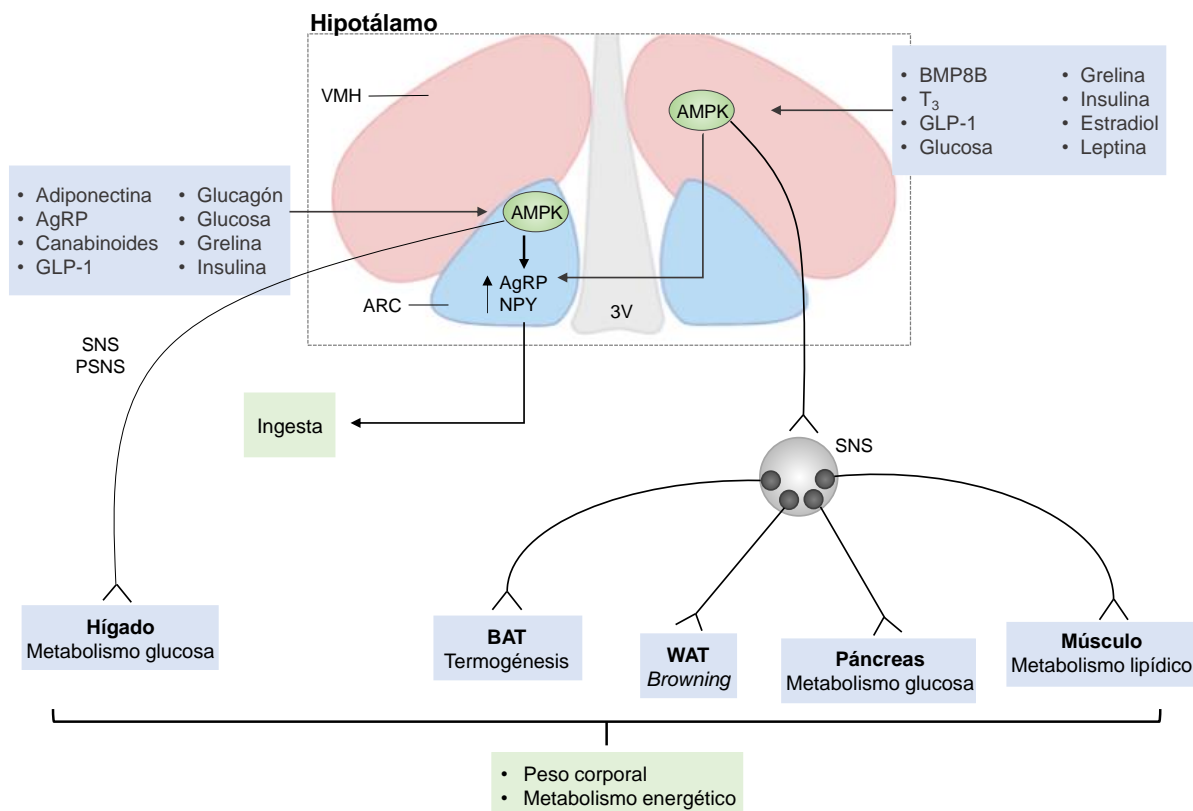 Hipotálamo
VMH
AMPK
• BMP8B
• T₃
• GLP-1
• Glucosa
• Grelina
• Insulina
• Estradiol
• Leptina
• Adiponectina
• AgRP
• Canabinoides
• GLP-1
• Glucagón
• Glucosa
• Grelina
• Insulina
AMPK
AgRP
NPY
ARC
3V
SNS
PSNS
Ingesta
SNS
Hígado
Metabolismo glucosa
BAT
Termogénesis
WAT
Browning
Páncreas
Metabolismo glucosa
Músculo
Metabolismo lipídico
• Peso corporal
• Metabolismo energético